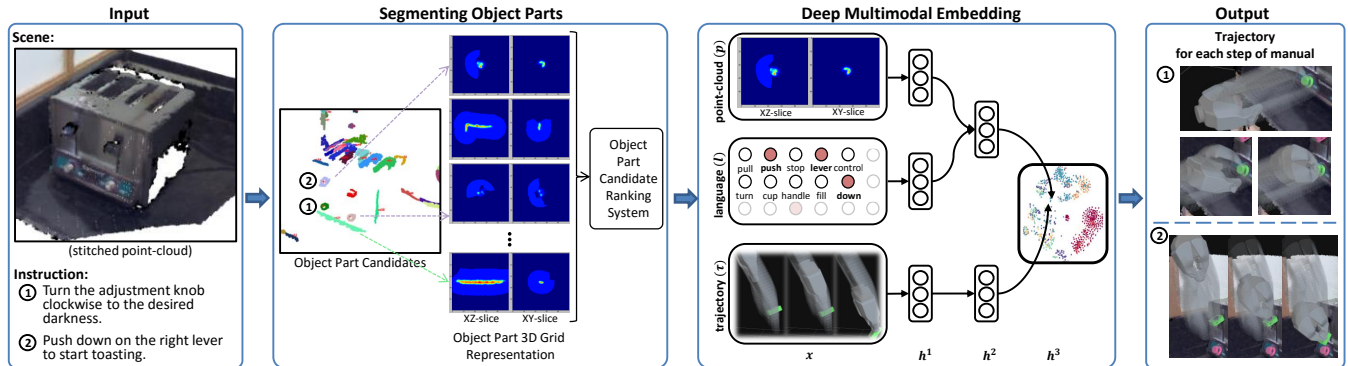 Input
Scene:
(stitched point-cloud)
Instruction:
1 Turn the adjustment knob
clockwise to the desired
darkness.
2 Push down on the right lever
to start toasting.
Segmenting Object Parts
2
1
Object Part Candidates
XZ-slice XY-slice
Object Part 3D Grid
Representation
Object
Part
Candidate
Ranking
System
Deep Multimodal Embedding
point-cloud (p)
XZ-slice XY-slice
language (l)
pull push stop lever control
turn cup handle fill down
trajectory (τ)
x h¹ h² h³
Output
Trajectory
for each step of manual
1
2